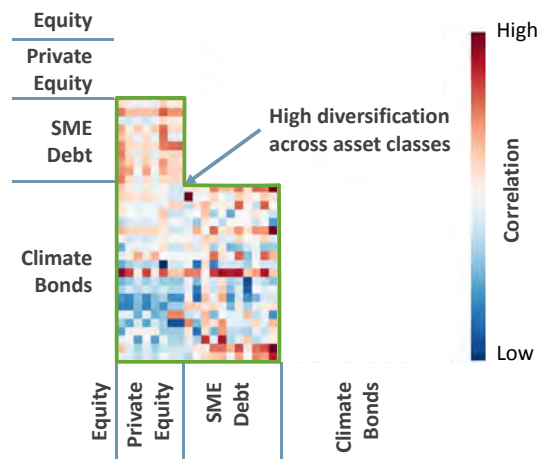 Equity
Private
Equity
SME
Debt
Climate
Bonds
High diversification
across asset classes
High
Correlation
Low
Equity
Private
Equity
SME
Debt
Climate
Bonds